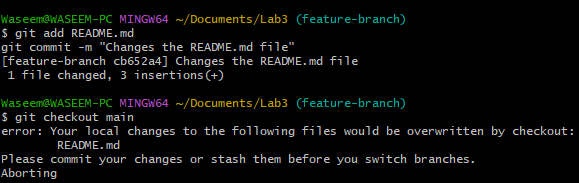 Waseem@WASEEM-PC MINGW64 ~/Documents/Lab3 (feature-branch)
$ git add README.md
git commit -m "Changes the README.md file"
[feature-branch cb652a4] Changes the README.md file
 1 file changed, 3 insertions(+)

Waseem@WASEEM-PC MINGW64 ~/Documents/Lab3 (feature-branch)
$ git checkout main
error: Your local changes to the following files would be overwritten by checkout:
        README.md
Please commit your changes or stash them before you switch branches.
Aborting